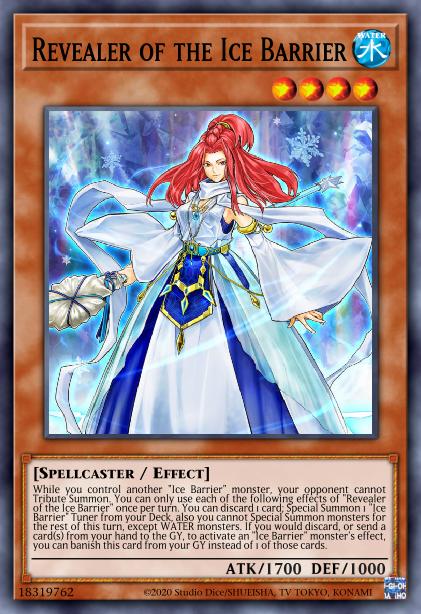 Revealer of the Ice Barrier
WATER
水
[Spellcaster / Effect]
While you control another "Ice Barrier" monster, your opponent cannot
Tribute Summon. You can only use each of the following effects of "Revealer
of the Ice Barrier" once per turn. You can discard 1 card; Special Summon 1 "Ice
Barrier" Tuner from your Deck, also you cannot Special Summon monsters for
the rest of this turn, except WATER monsters. If you would discard, or send a
card(s) from your hand to the GY, to activate an "Ice Barrier" monster's effect,
you can banish this card from your GY instead of 1 of those cards.
ATK/1700 DEF/1000
18319762 ©2020 Studio Dice/SHUEISHA, TV TOKYO, KONAMI